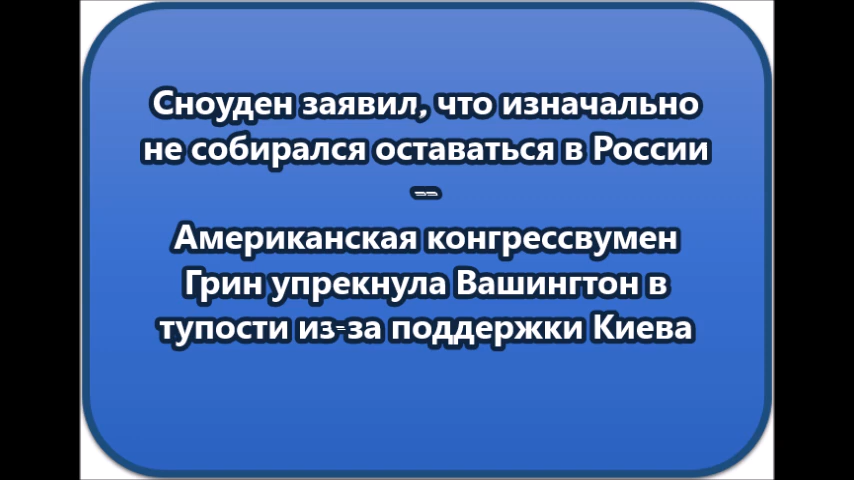 Сноуден заявил, что изначально
не собирался оставаться в России
--
Американская конгрессвумен
Грин упрекнула Вашингтон в
тупости из-за поддержки Киева